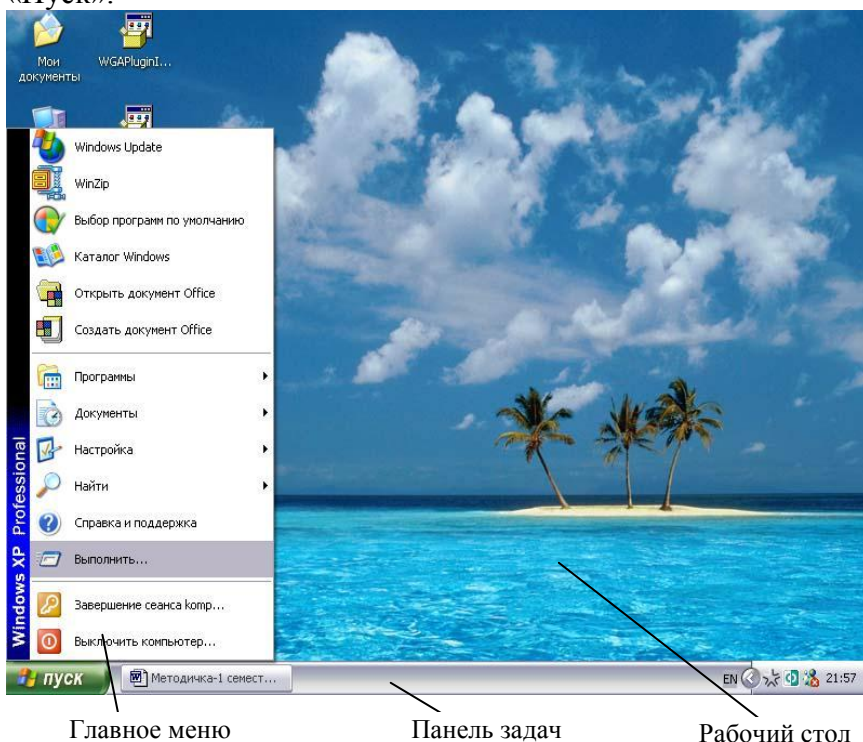 «Пуск».
Мои
документы
WGAPluginI...
Windows Update
WinZip
Выбор программ по умолчанию
Каталог Windows
Открыть документ Office
Создать документ Office
Программы
Документы
Настройка
Найти
Справка и поддержка
Выполнить...
Завершение сеанса komp...
Выключить компьютер...
Windows XP Professional
пуск
Методичка-1 семест...
EN
21:57
Главное меню
Панель задач
Рабочий стол